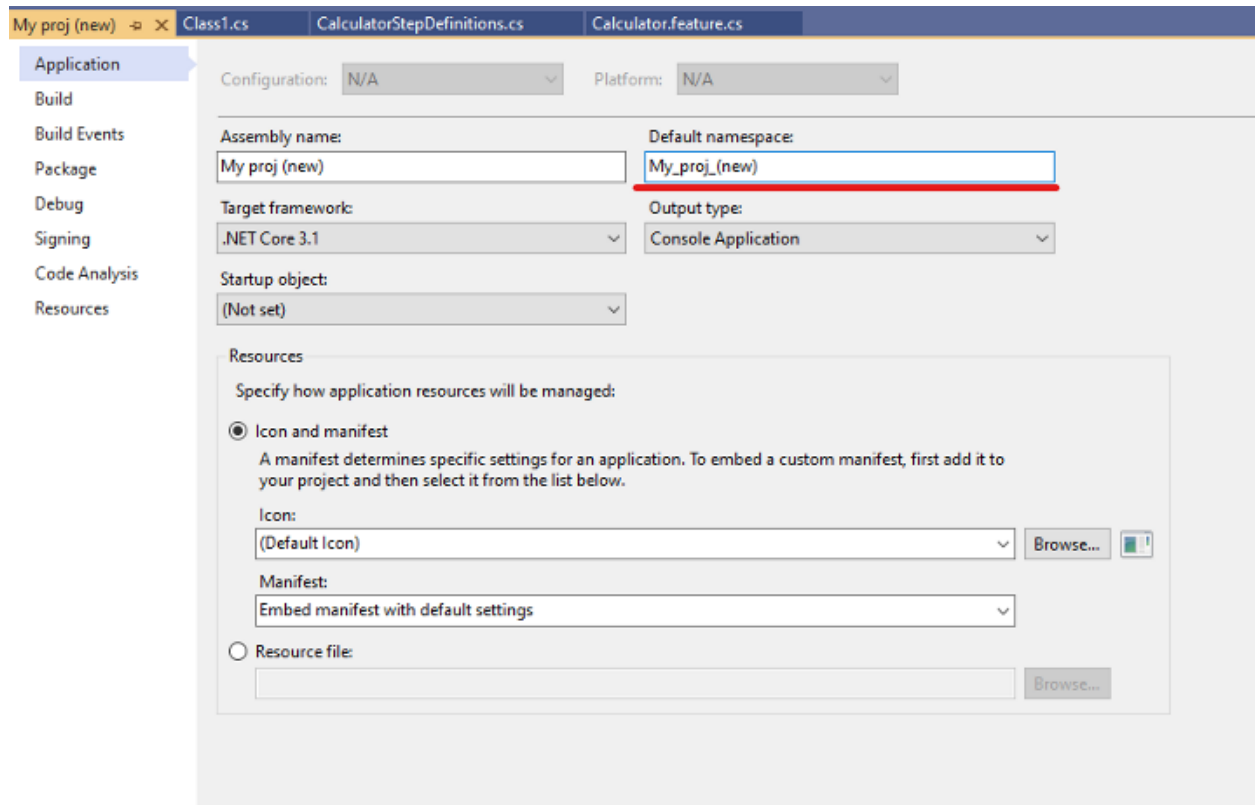 My proj (new)
Class1.cs
CalculatorStepDefinitions.cs
Calculator.feature.cs
Application
Build
Build Events
Package
Debug
Signing
Code Analysis
Resources
Configuration: N/A
Platform: N/A
Assembly name:
Default namespace:
My proj (new)
My_proj_(new)
Target framework:
Output type:
.NET Core 3.1
Console Application
Startup object:
(Not set)
Resources
Specify how application resources will be managed:
Icon and manifest
A manifest determines specific settings for an application. To embed a custom manifest, first add it to
your project and then select it from the list below.
Icon:
(Default Icon)
Browse...
Manifest:
Embed manifest with default settings
Resource file:
Browse...